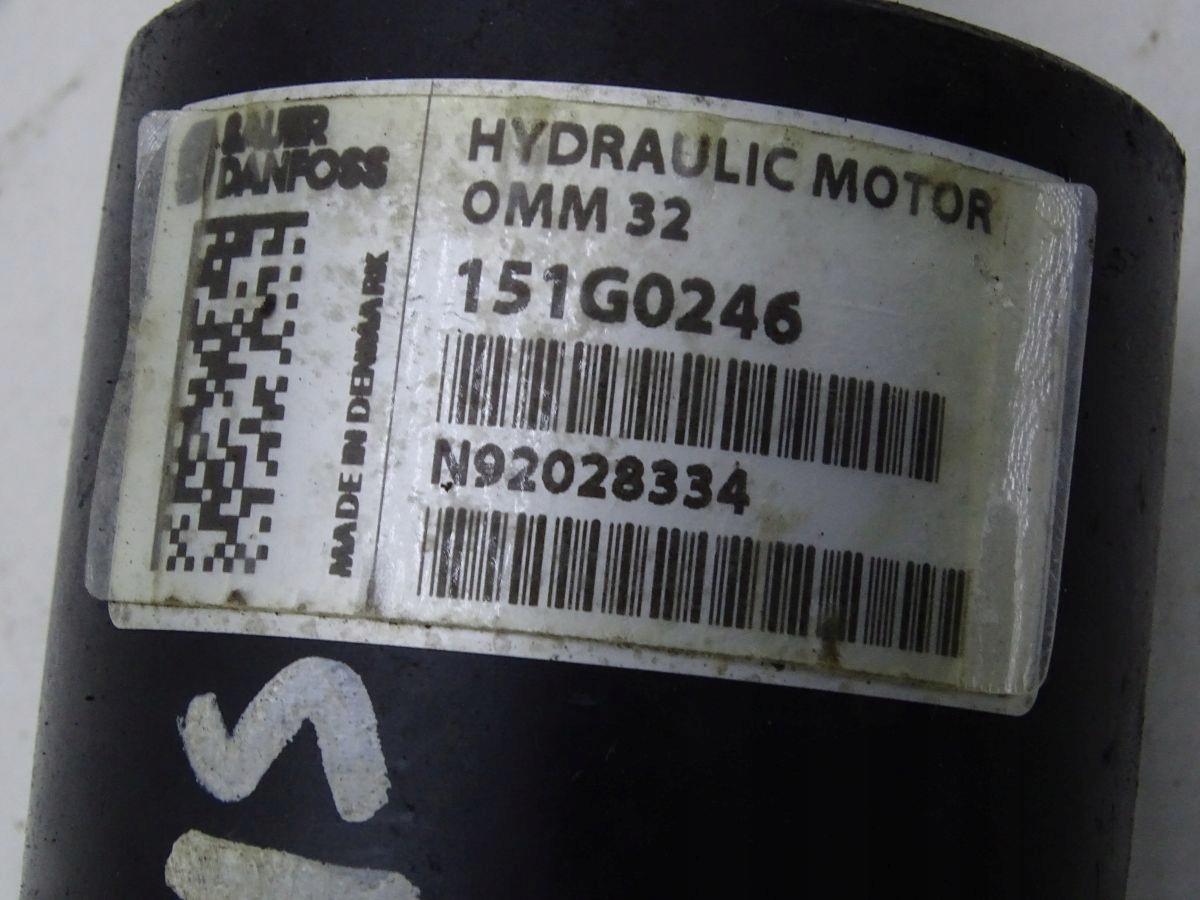 SAUER
DANFOSS
MADE IN DENMARK
HYDRAULIC MOTOR
OMM 32
151G0246
N92028334